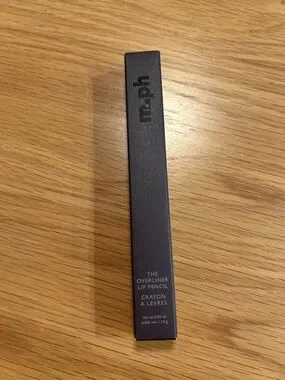 m.ph
THE
OVERLINER
LIP PENCIL
CRAYON
À LÈVRES